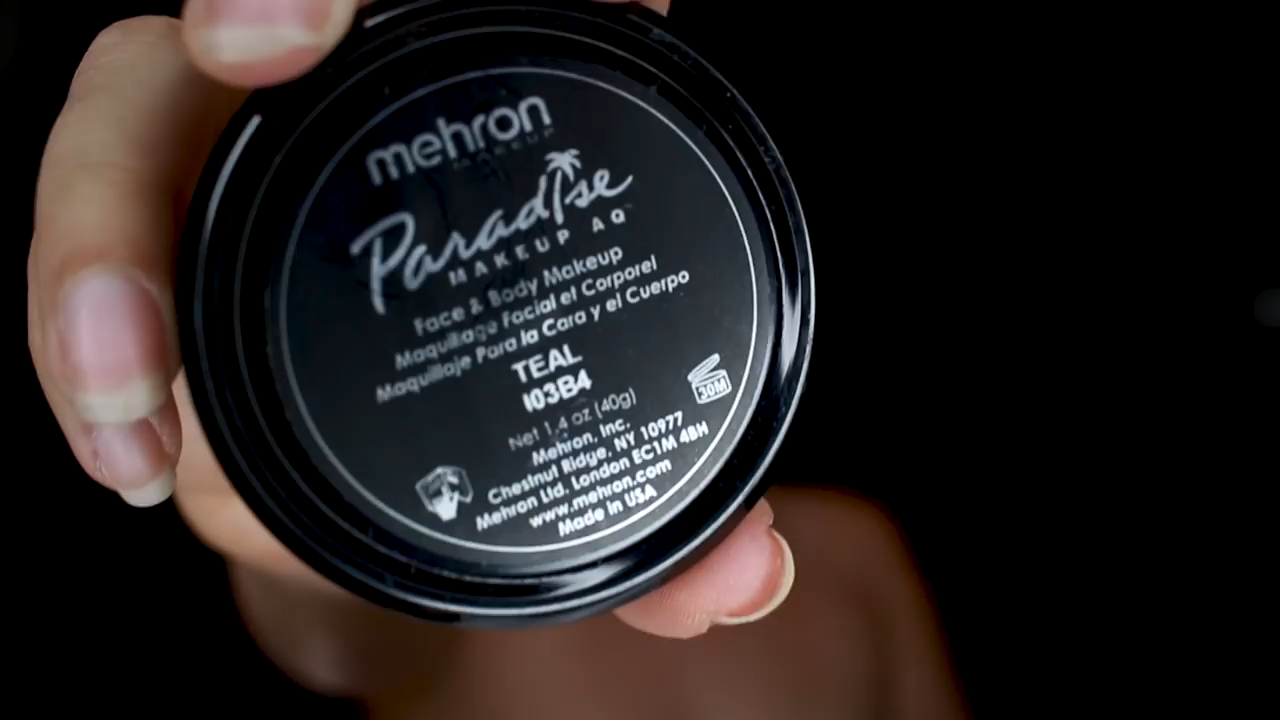 mehron
MAKEUP
Paradise
MAKEUP AQ™
Face & Body Makeup
Maquillage Facial et Corporel
Maquillaje Para la Cara y el Cuerpo
TEAL
I03B4
Net 1.4 oz (40g)
30M
Mehron, Inc.
Chestnut Ridge, NY 10977
Mehron Ltd. London EC1M 4BH
www.mehron.com
Made in USA